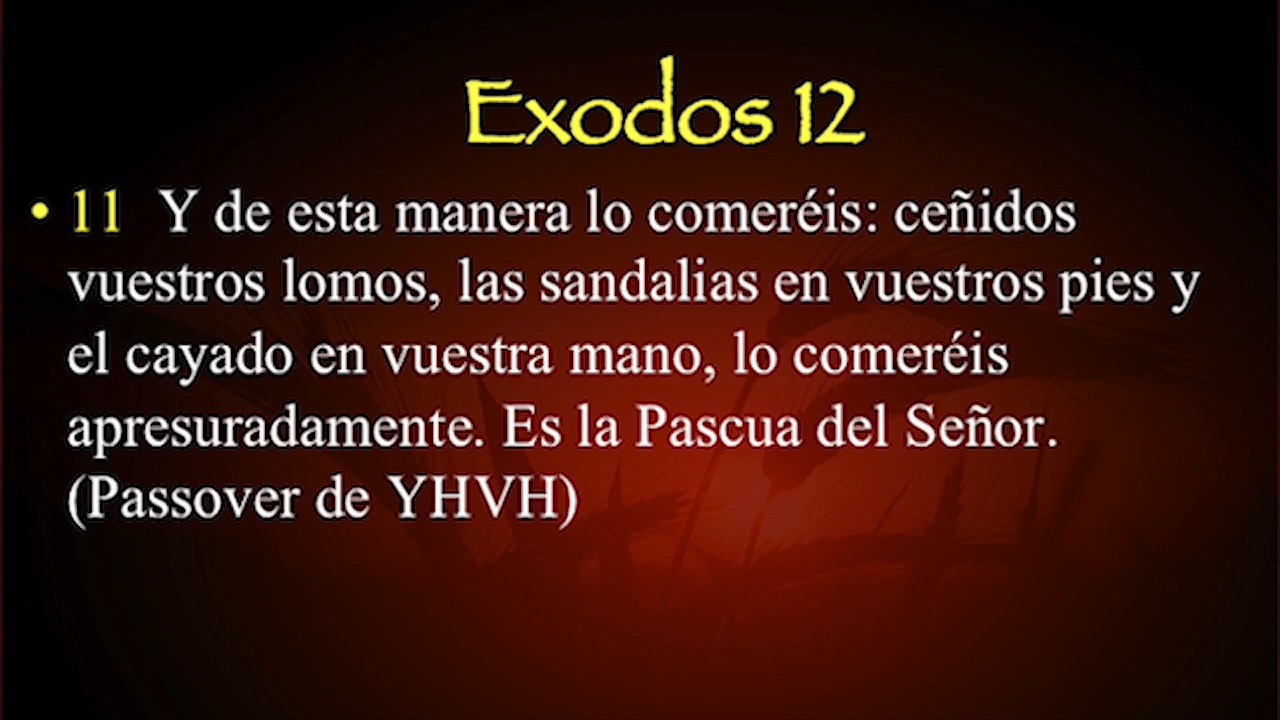 Exodos 12
• 11 Y de esta manera lo comeréis: ceñidos
vuestros lomos, las sandalias en vuestros pies y
el cayado en vuestra mano, lo comeréis
apresuradamente. Es la Pascua del Señor.
(Passover de YHVH)